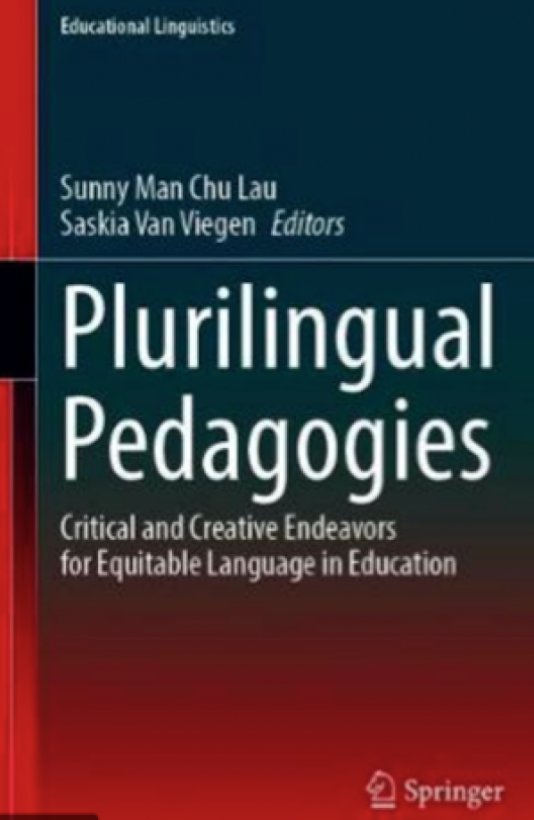 Educational Linguistics
Sunny Man Chu Lau
Saskia Van Viegen Editors
Plurilingual
Pedagogies
Critical and Creative Endeavors
for Equitable Language in Education
Springer